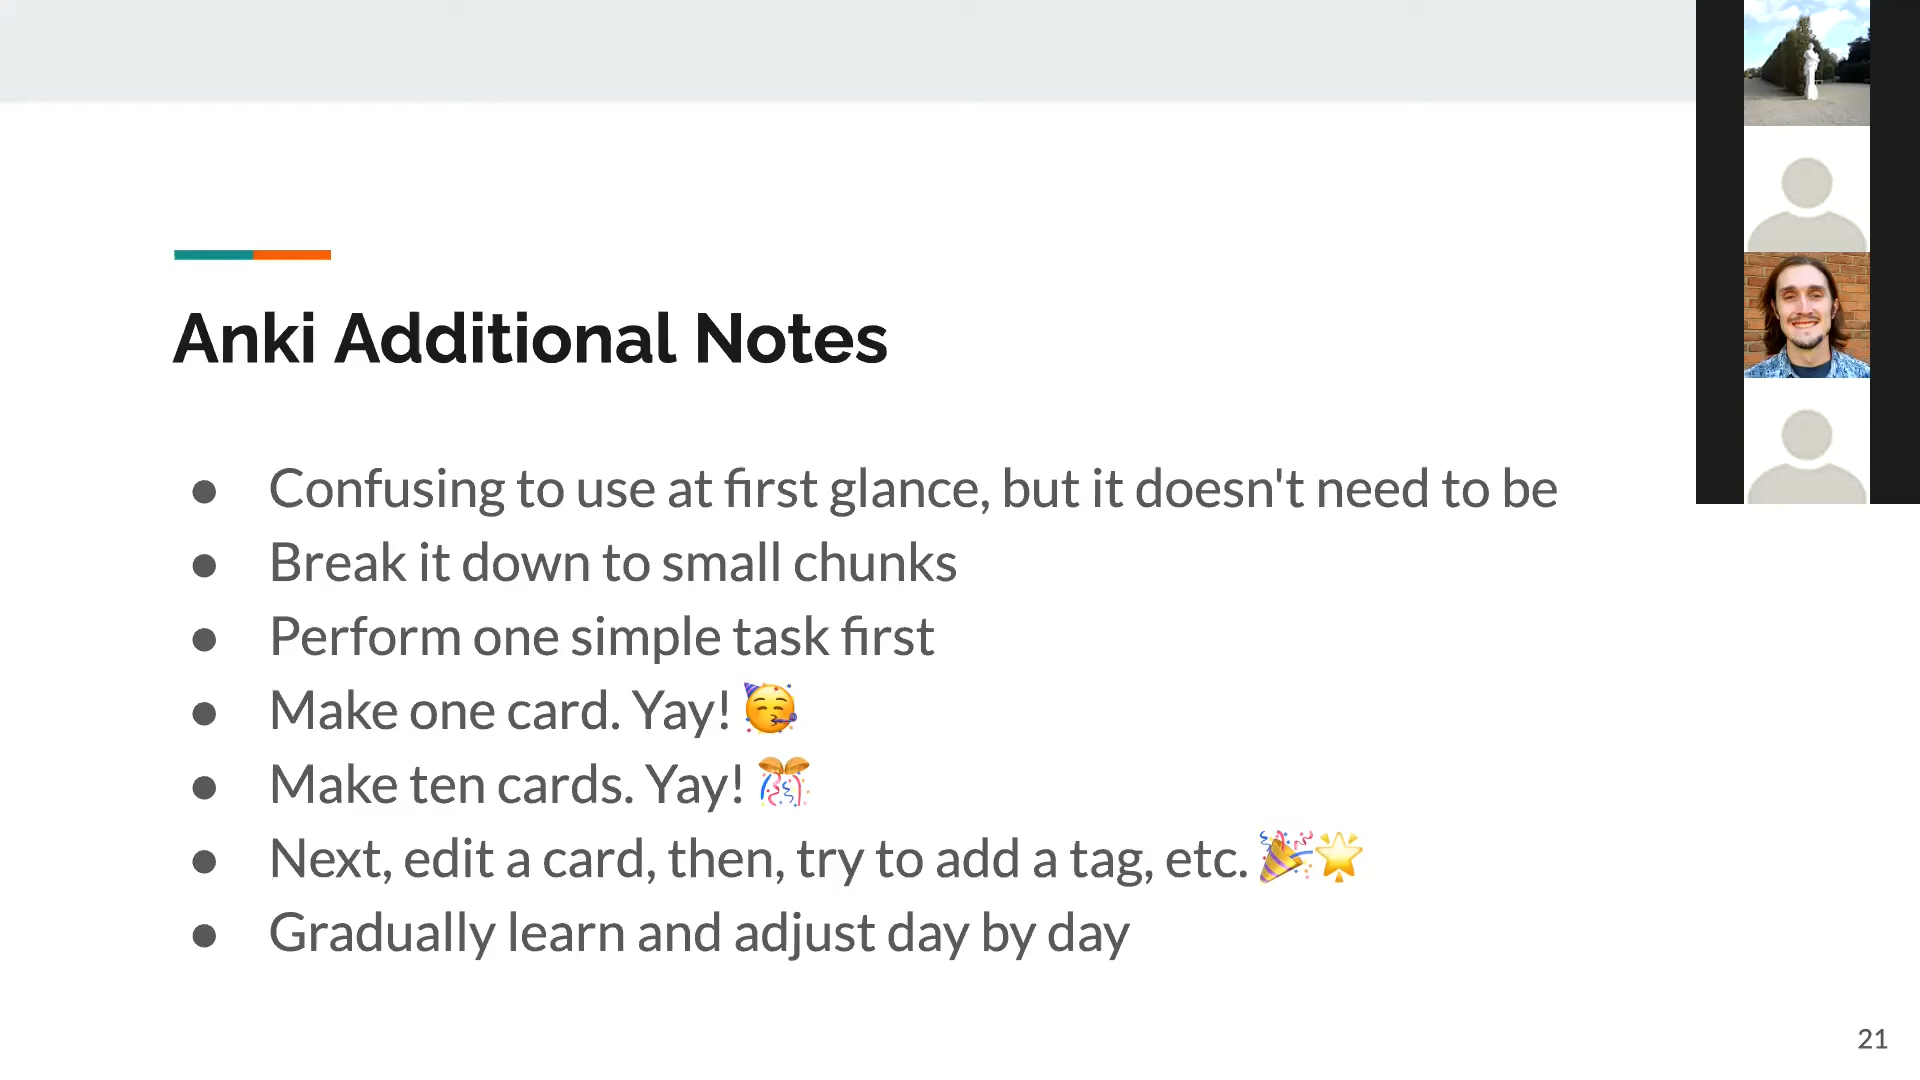 Anki Additional Notes
● Confusing to use at first glance, but it doesn't need to be
● Break it down to small chunks
● Perform one simple task first
● Make one card. Yay! 🥳
● Make ten cards. Yay! 🎊
● Next, edit a card, then, try to add a tag, etc. 🎉🌟
● Gradually learn and adjust day by day
21